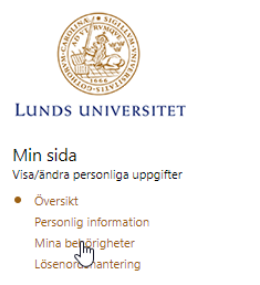 LUNDS UNIVERSITET
Min sida
Visa/ändra personliga uppgifter
Översikt
Personlig information
Mina behörigheter
Lösenordshantering